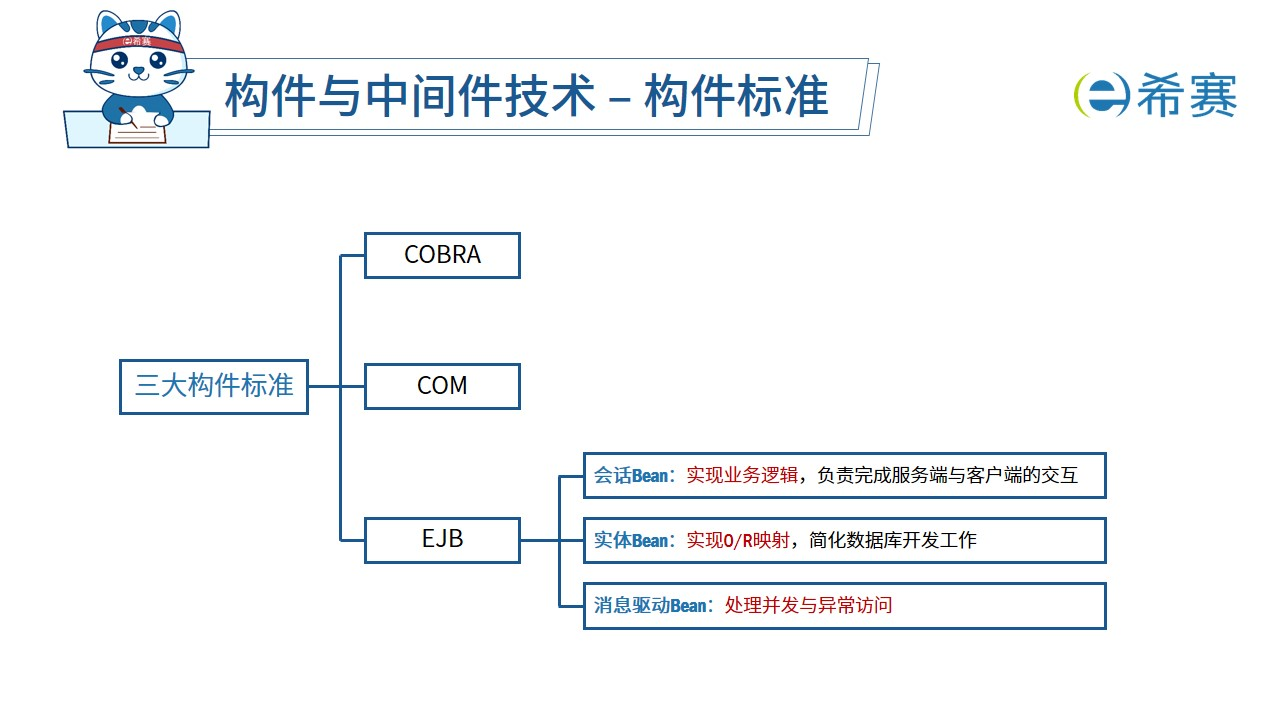 希赛
构件与中间件技术 – 构件标准
希赛
COBRA
三大构件标准
COM
EJB
会话Bean：实现业务逻辑，负责完成服务端与客户端的交互
实体Bean：实现O/R映射，简化数据库开发工作
消息驱动Bean：处理并发与异常访问